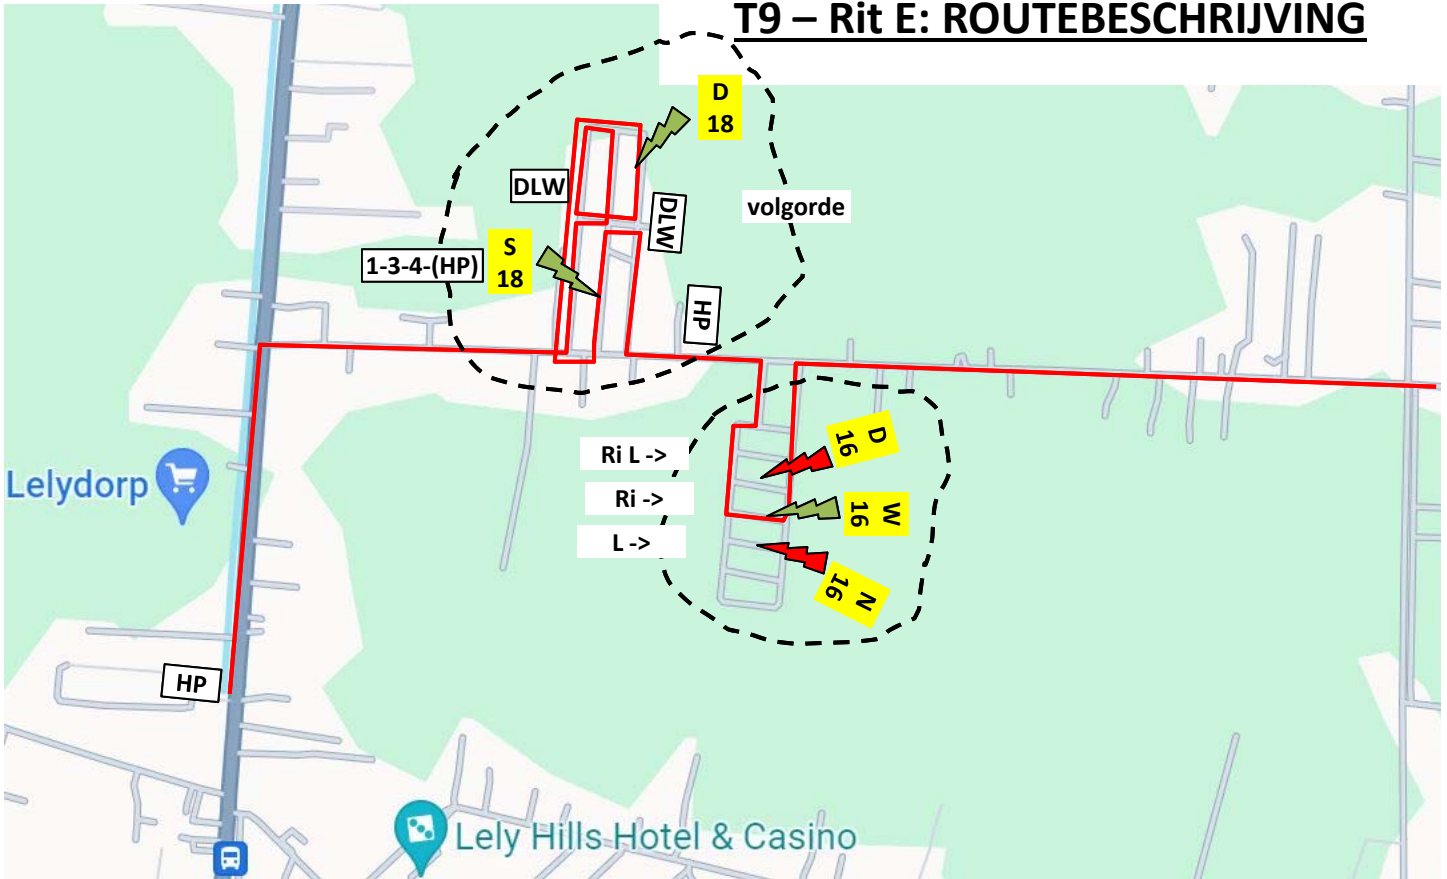 T9 – Rit E: ROUTEBESCHRIJVING
D
18
DLW
DLW
volgorde
1-3-4-(HP)
S
18
HP
D
16
Ri L ->
Ri ->
L ->
W
16
N
16
Lelydorp
HP
Lely Hills Hotel & Casino